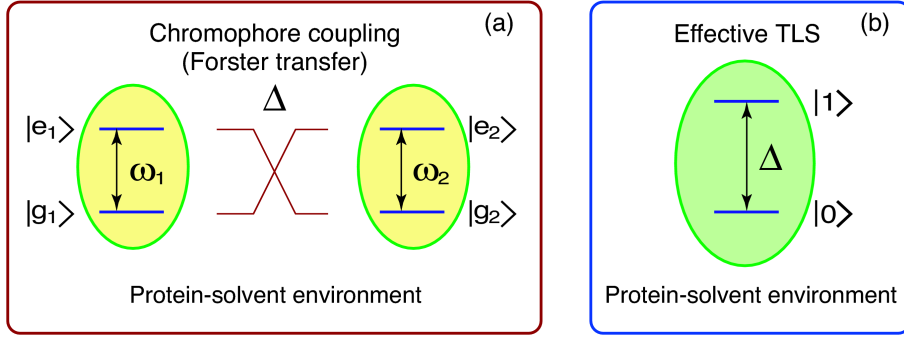 (a)
Chromophore coupling
(Forster transfer)
Δ
|e₁>
ω₁
|g₁>
|e₂>
ω₂
|g₂>
Protein-solvent environment
(b)
Effective TLS
|1>
Δ
|0>
Protein-solvent environment